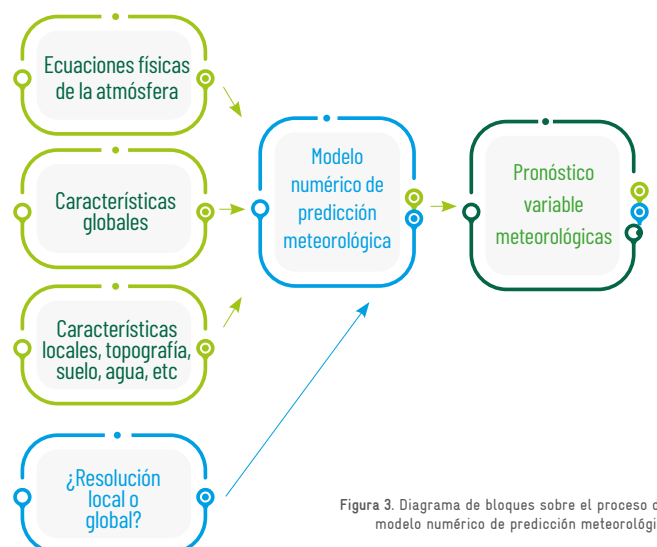 Ecuaciones físicas
de la atmósfera
Características
globales
Características
locales, topografía,
suelo, agua, etc
¿Resolución
local o
global?
Modelo
numérico de
predicción
meteorológica
Pronóstico
variable
meteorológicas
Figura 3. Diagrama de bloques sobre el proceso
modelo numérico de predicción